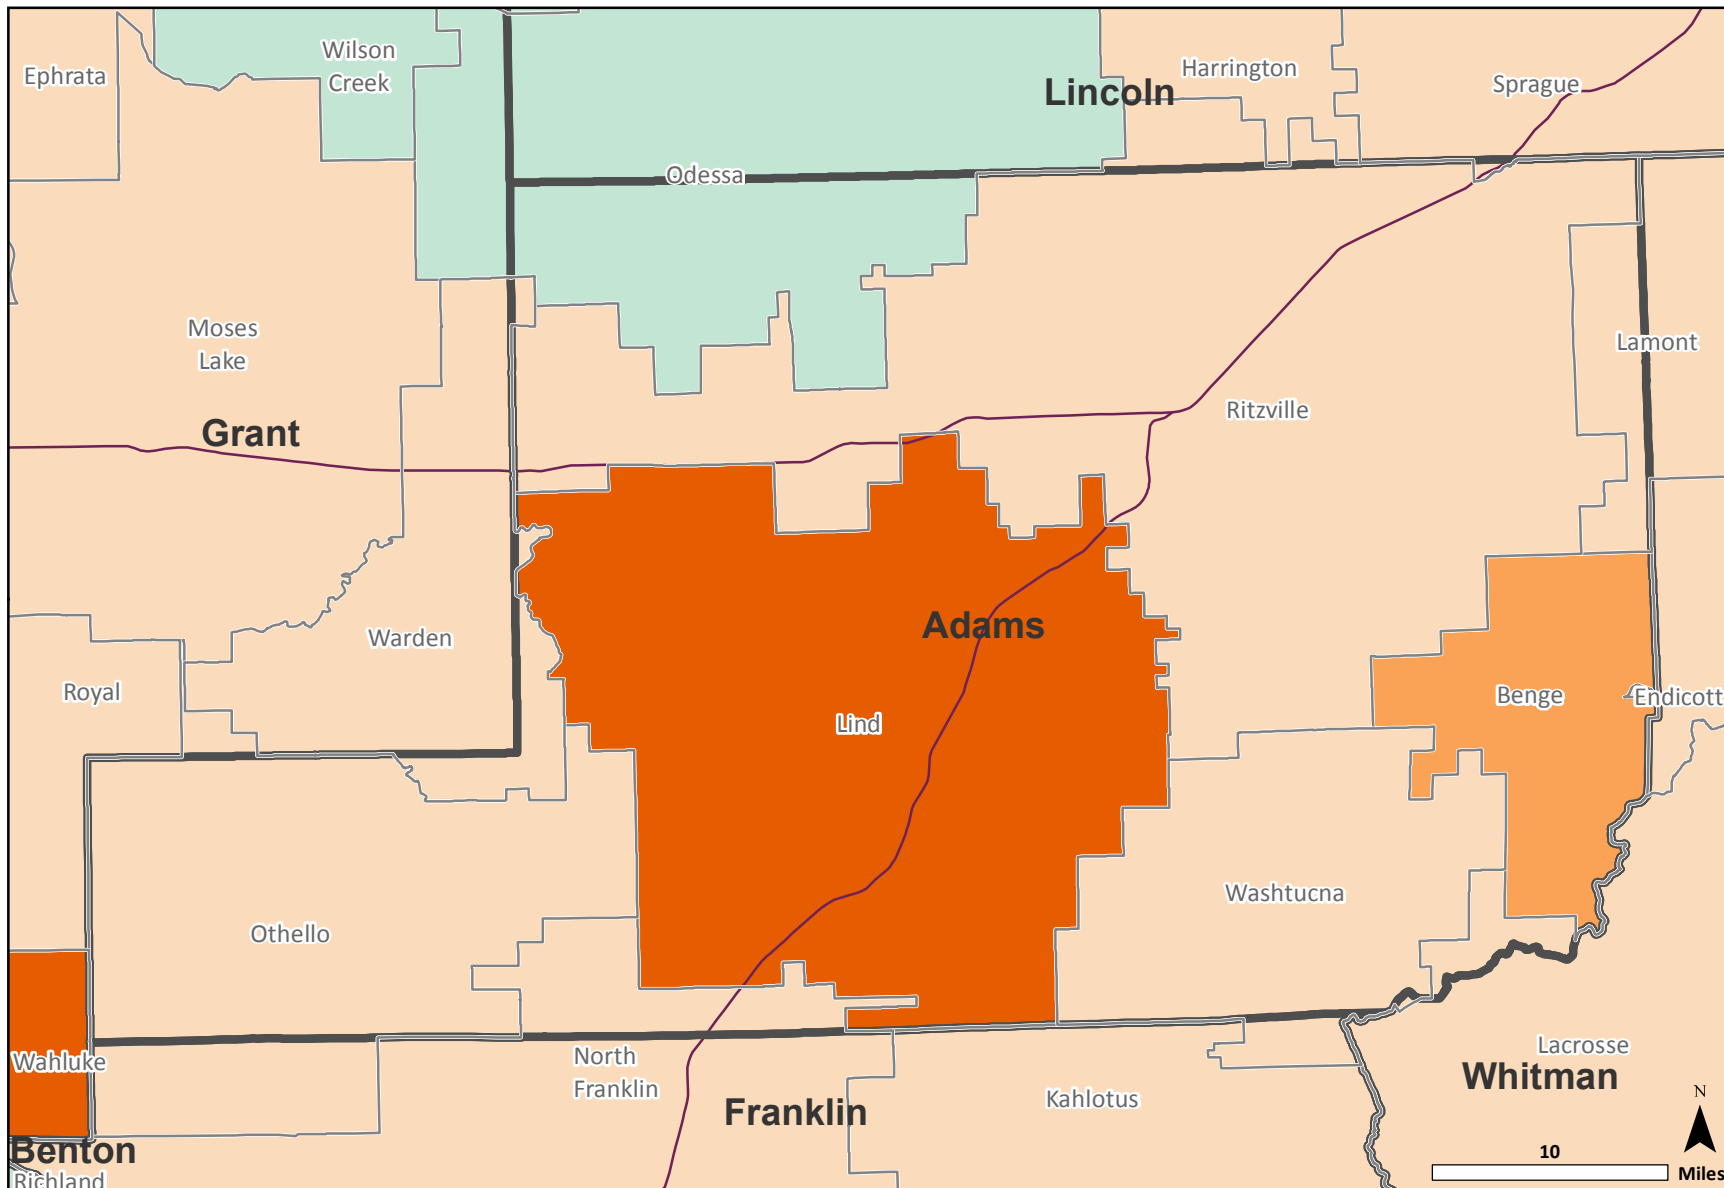 Wilson
Creek
Ephrata
Harrington
Sprague
Lincoln
Odessa
Moses
Lake
Lamont
Ritzville
Grant
Adams
Warden
Royal
Benge
Endicott
Lind
Washtucna
Othello
Wahluke
North
Franklin
Lacrosse
Whitman
Kahlotus
Franklin
N
Benton
10
Miles
Richland